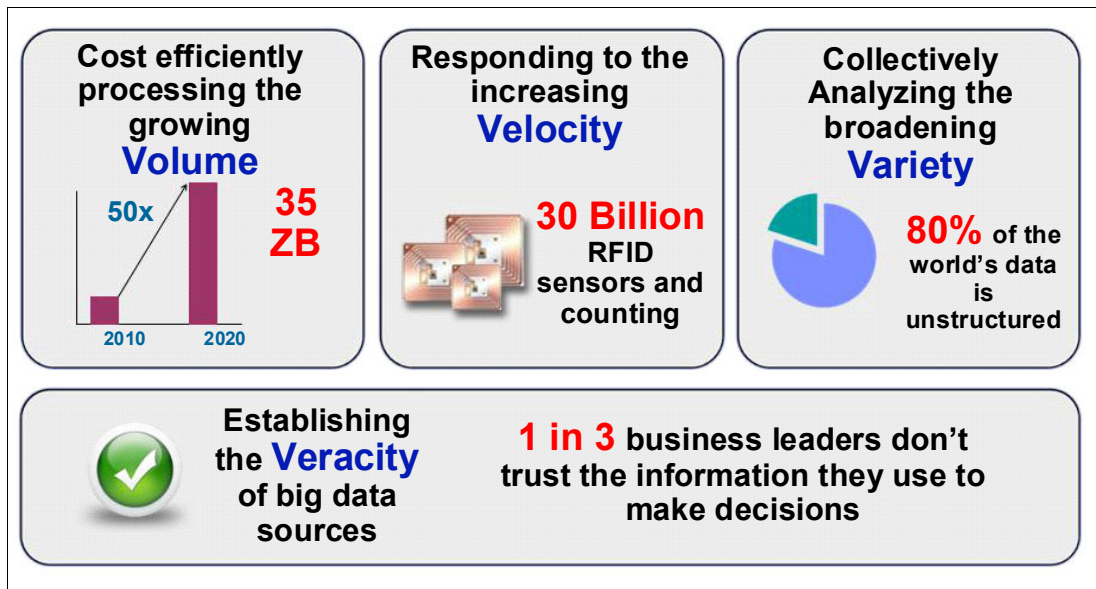 Cost efficiently
processing the
growing
Volume
50x
35
ZB
2010
2020
Responding to the
increasing
Velocity
30 Billion
RFID
sensors and
counting
Collectively
Analyzing the
broadening
Variety
80% of the
world’s data
is
unstructured
Establishing
the Veracity
of big data
sources
1 in 3 business leaders don’t
trust the information they use to
make decisions